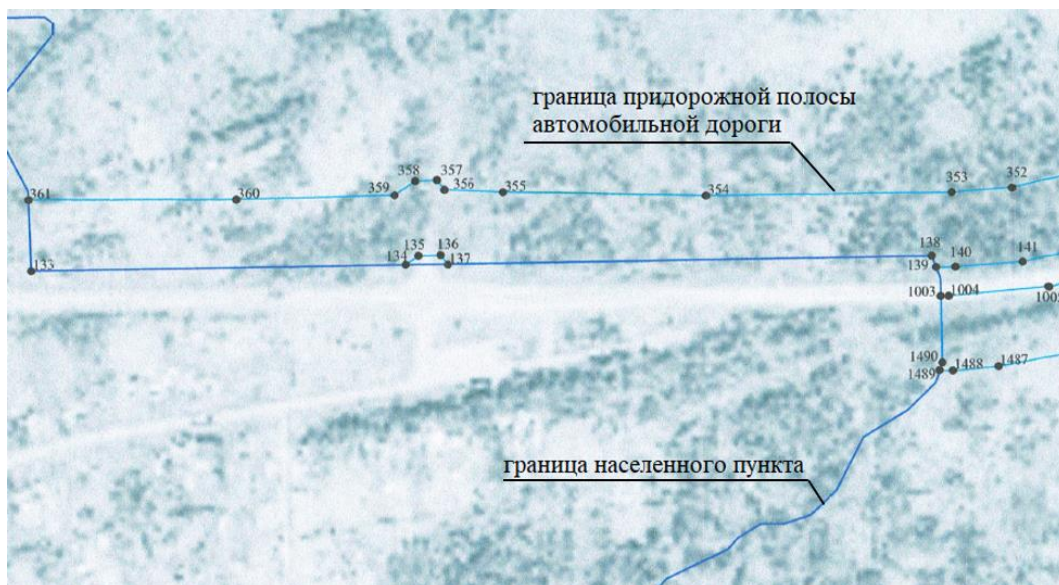 граница придорожной полосы
автомобильной дороги
358 357
361 360 359 356 355 354 353 352
135 136 138
133 134 137 139 140 141
1003 1004 1005
1490
1489 1488 1487
граница населенного пункта